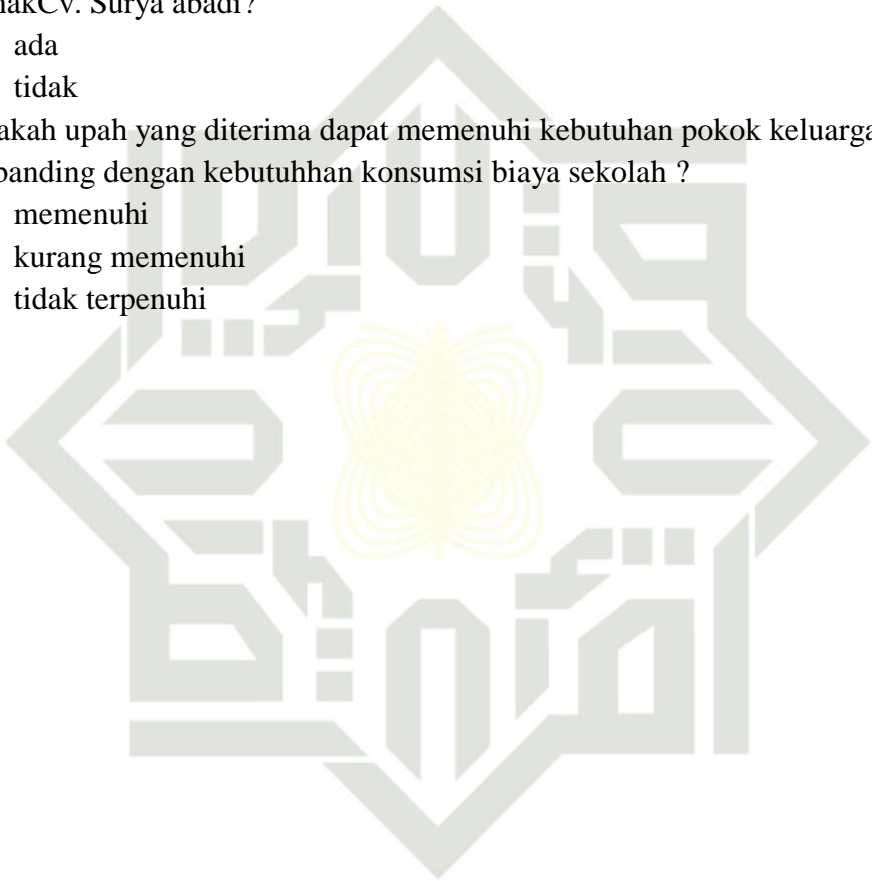 nakCv. Surya abadi?
ada
tidak
akah upah yang diterima dapat memenuhi kebutuhan pokok keluarga
banding dengan kebutuhhan konsumsi biaya sekolah ?
memenuhi
kurang memenuhi
tidak terpenuhi